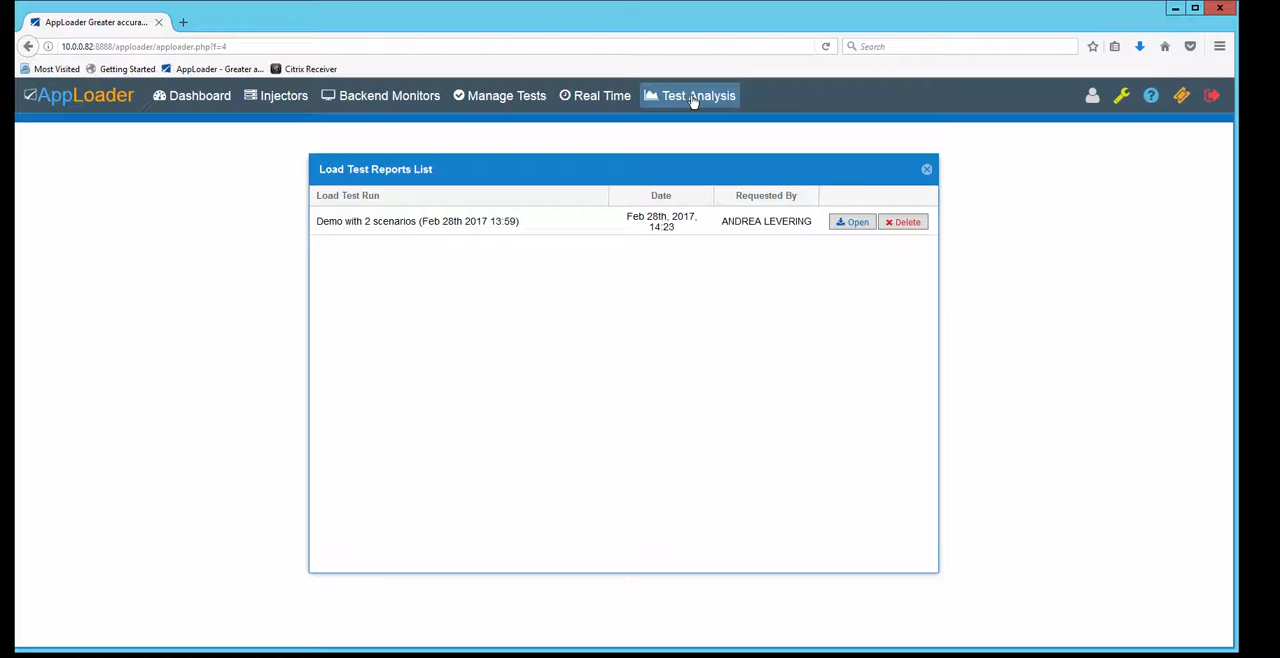 AppLoader Greater accura...
10.0.0.82:8888/apploader/apploader.php?f=4
Search
Most Visited Getting Started AppLoader - Greater a... Citrix Receiver
AppLoader Dashboard Injectors Backend Monitors Manage Tests Real Time Test Analysis
Load Test Reports List
Load Test Run Date Requested By
Demo with 2 scenarios (Feb 28th 2017 13:59) Feb 28th, 2017, ANDREA LEVERING Open Delete
14:23